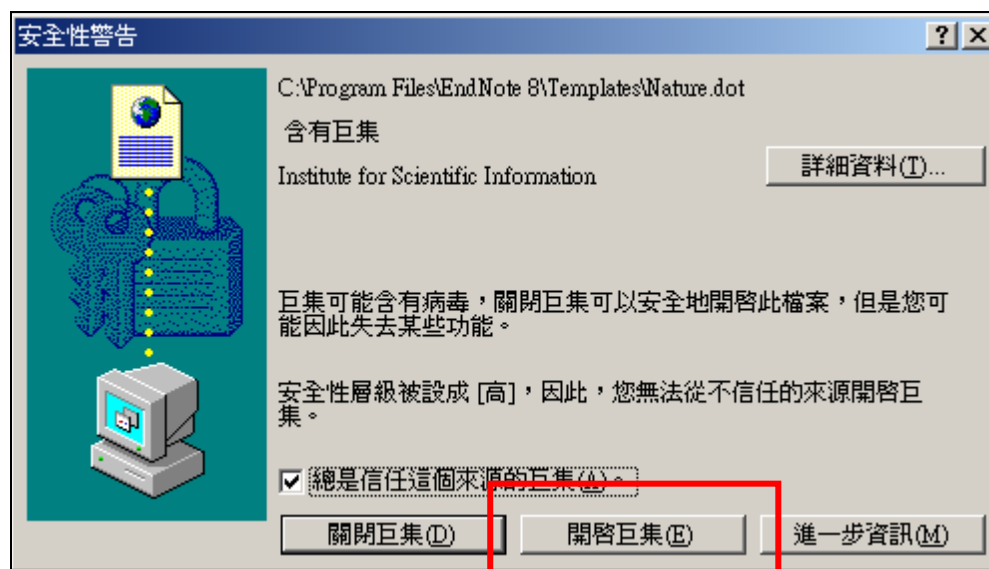 安全性警告
C:\Program Files\EndNote 8\Templates\Nature.dot
含有巨集
Institute for Scientific Information
詳細資料(T)...
巨集可能含有病毒，關閉巨集可以安全地開啓此檔案，但是您可
能因此失去某些功能。
安全性層級被設成 [高]，因此，您無法從不信任的來源開啓巨
集。
總是信任這個來源的巨集(A)。
關閉巨集(D)
開啓巨集(E)
進一步資訊(M)